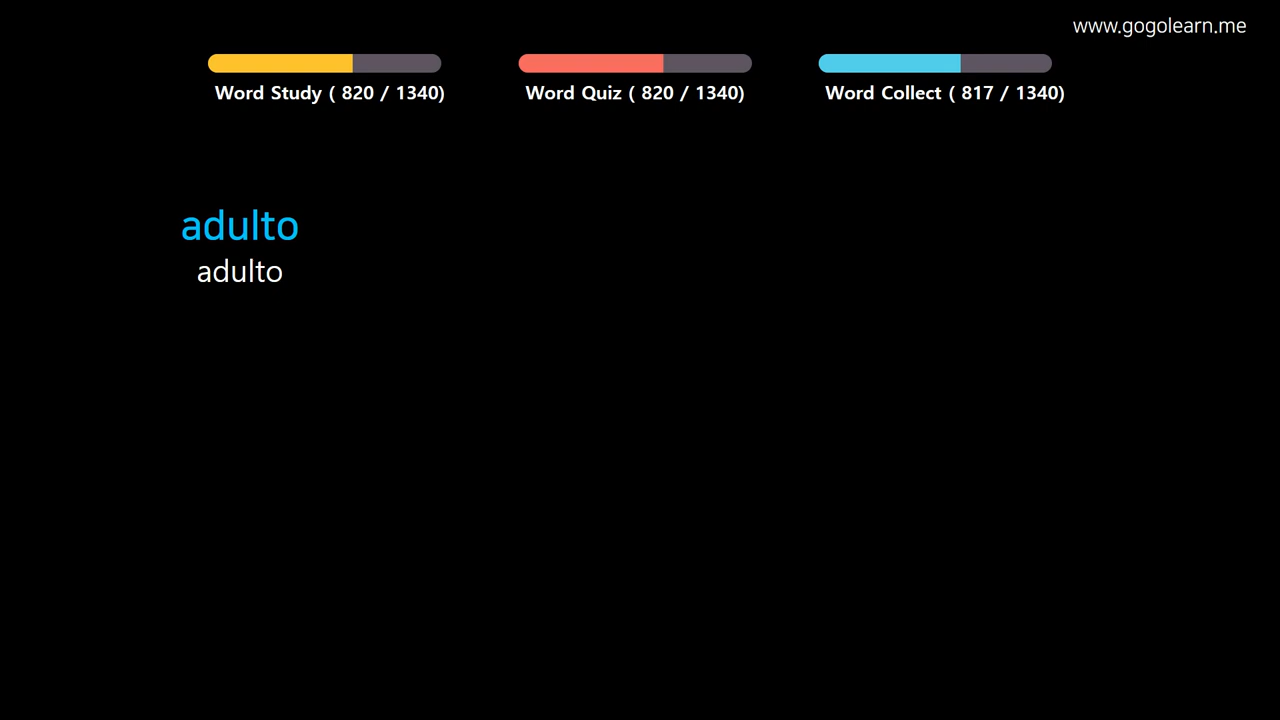 www.gogolearn.me
Word Study ( 820 / 1340)
Word Quiz ( 820 / 1340)
Word Collect ( 817 / 1340)
adulto
adulto